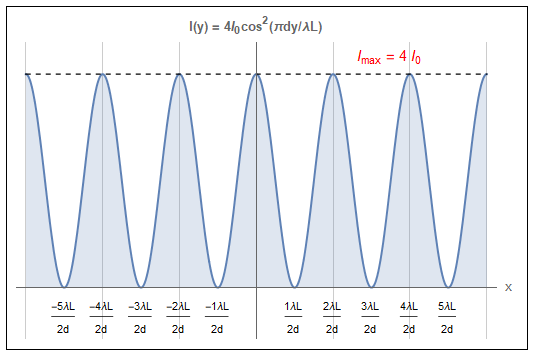 I(y) = 4I₀cos²(πdy/λL)
Iₘₐₓ = 4 I₀
x
−5λL/2d −4λL/2d −3λL/2d −2λL/2d −1λL/2d 1λL/2d 2λL/2d 3λL/2d 4λL/2d 5λL/2d